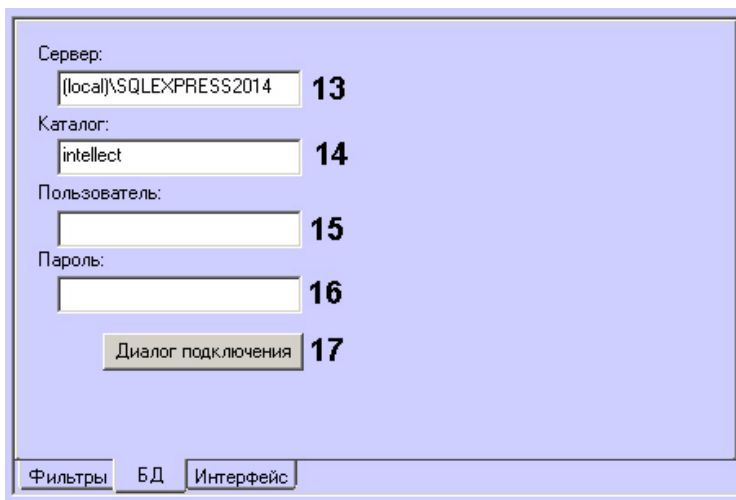 Сервер:
(local)\SQLEXPRESS2014 13
Каталог:
intellect 14
Пользователь:
15
Пароль:
16
Диалог подключения 17
Фильтры БД Интерфейс